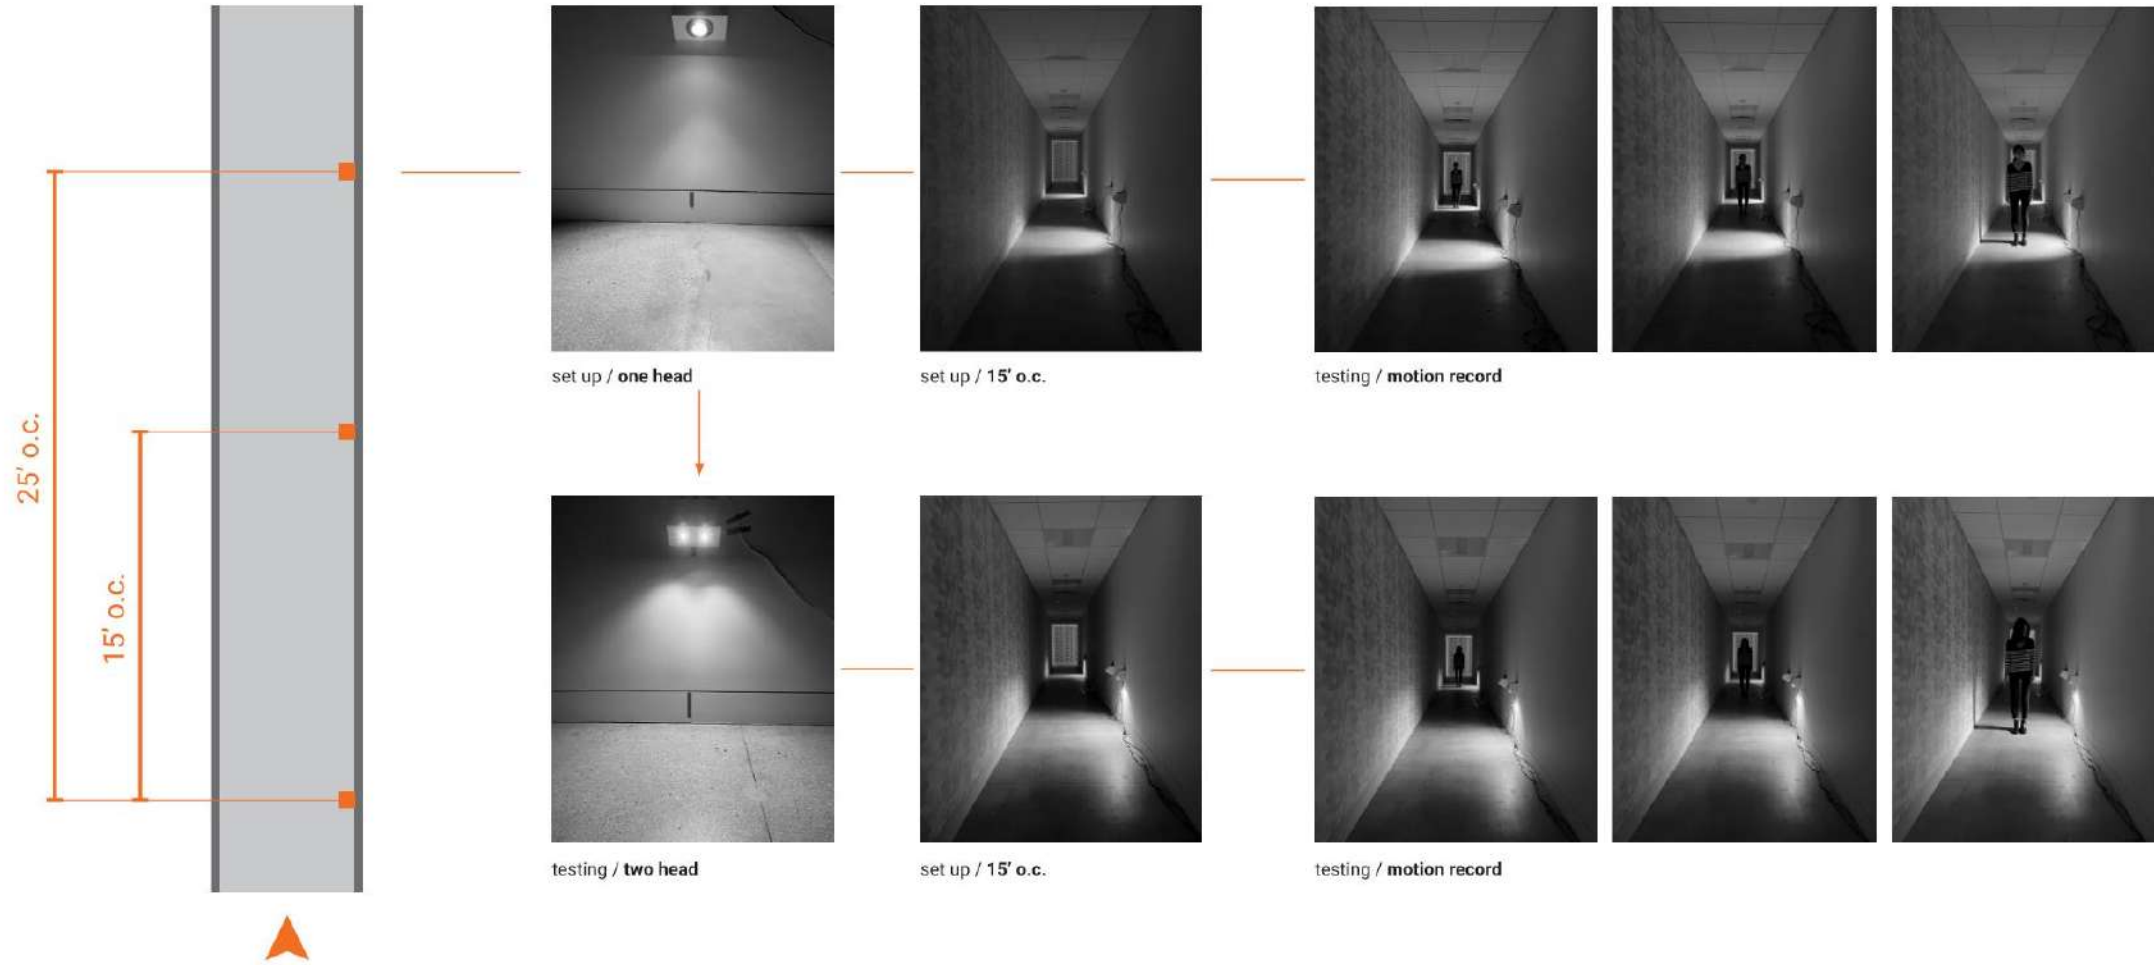 25' o.c.
15' o.c.
set up / one head
set up / 15' o.c.
testing / motion record
testing / two head
set up / 15' o.c.
testing / motion record